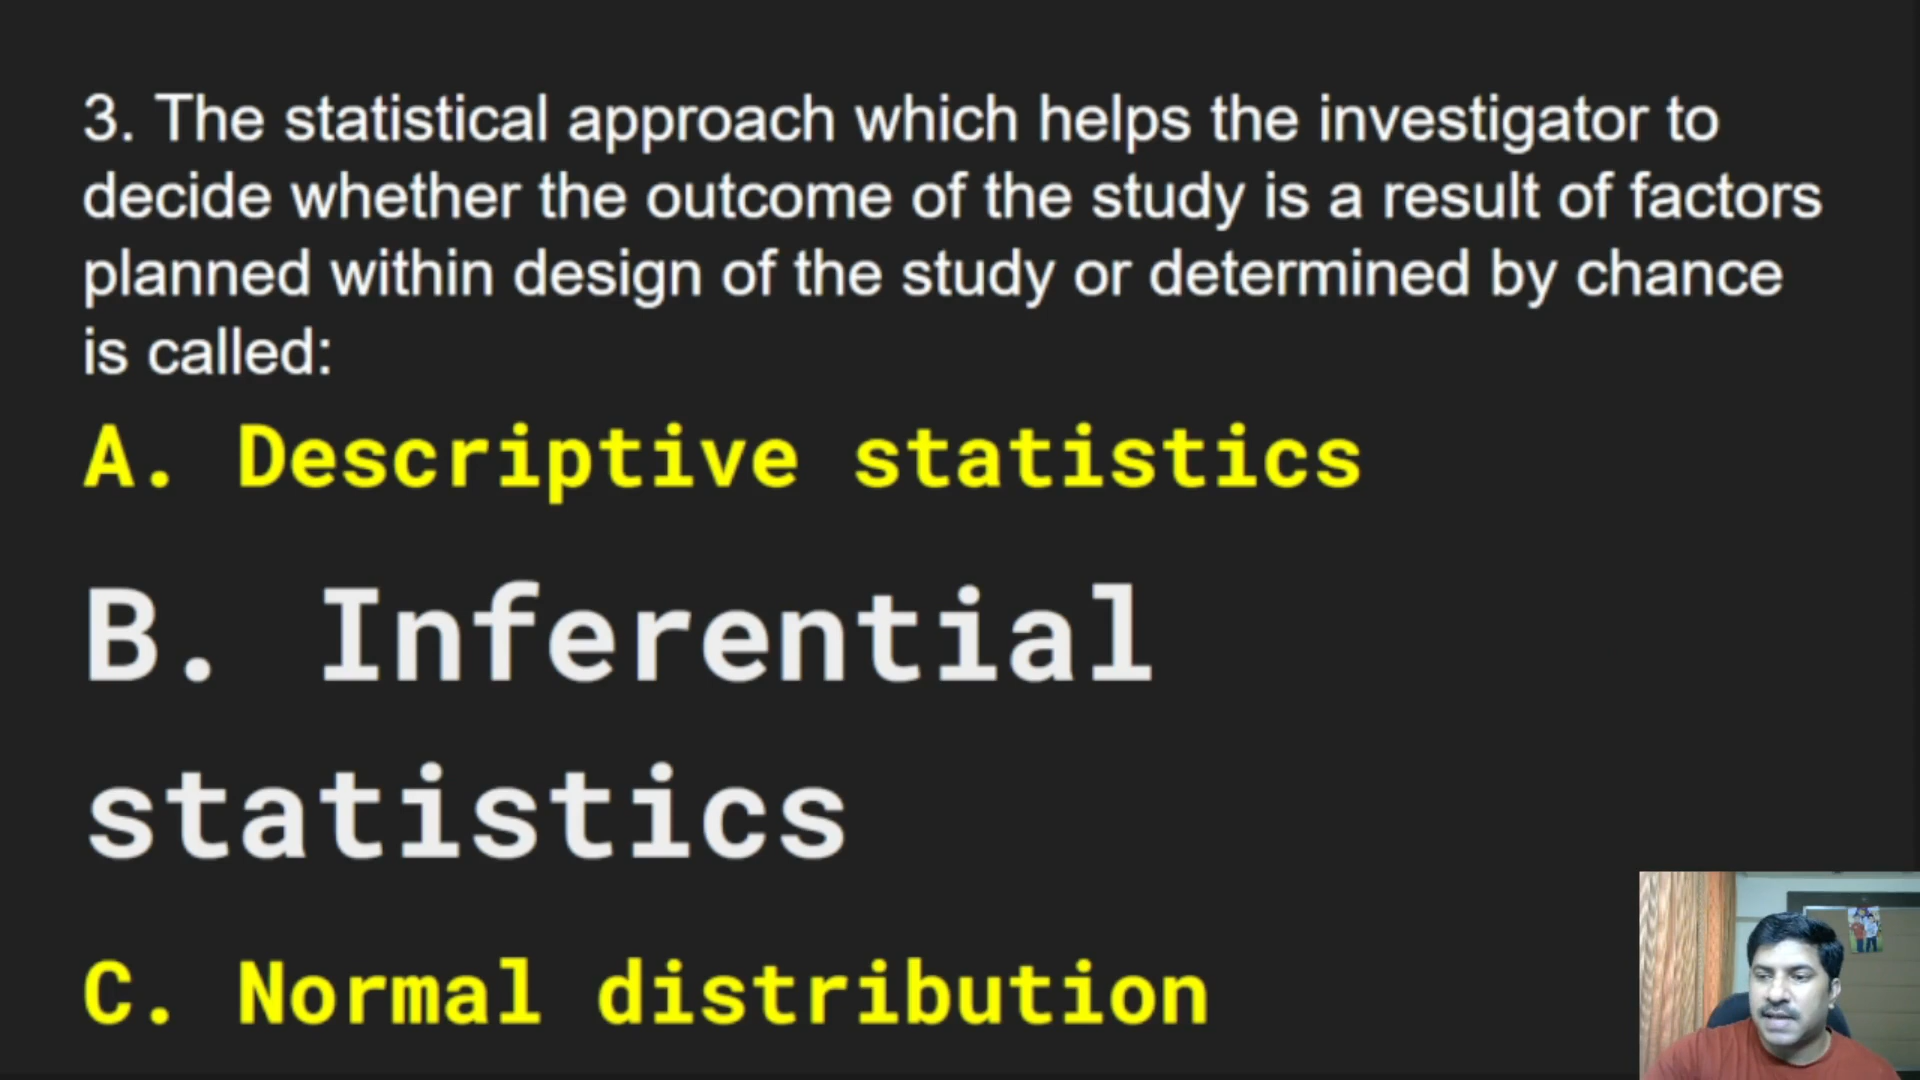 3. The statistical approach which helps the investigator to
decide whether the outcome of the study is a result of factors
planned within design of the study or determined by chance
is called:
A. Descriptive statistics
B. Inferential
statistics
C. Normal distribution